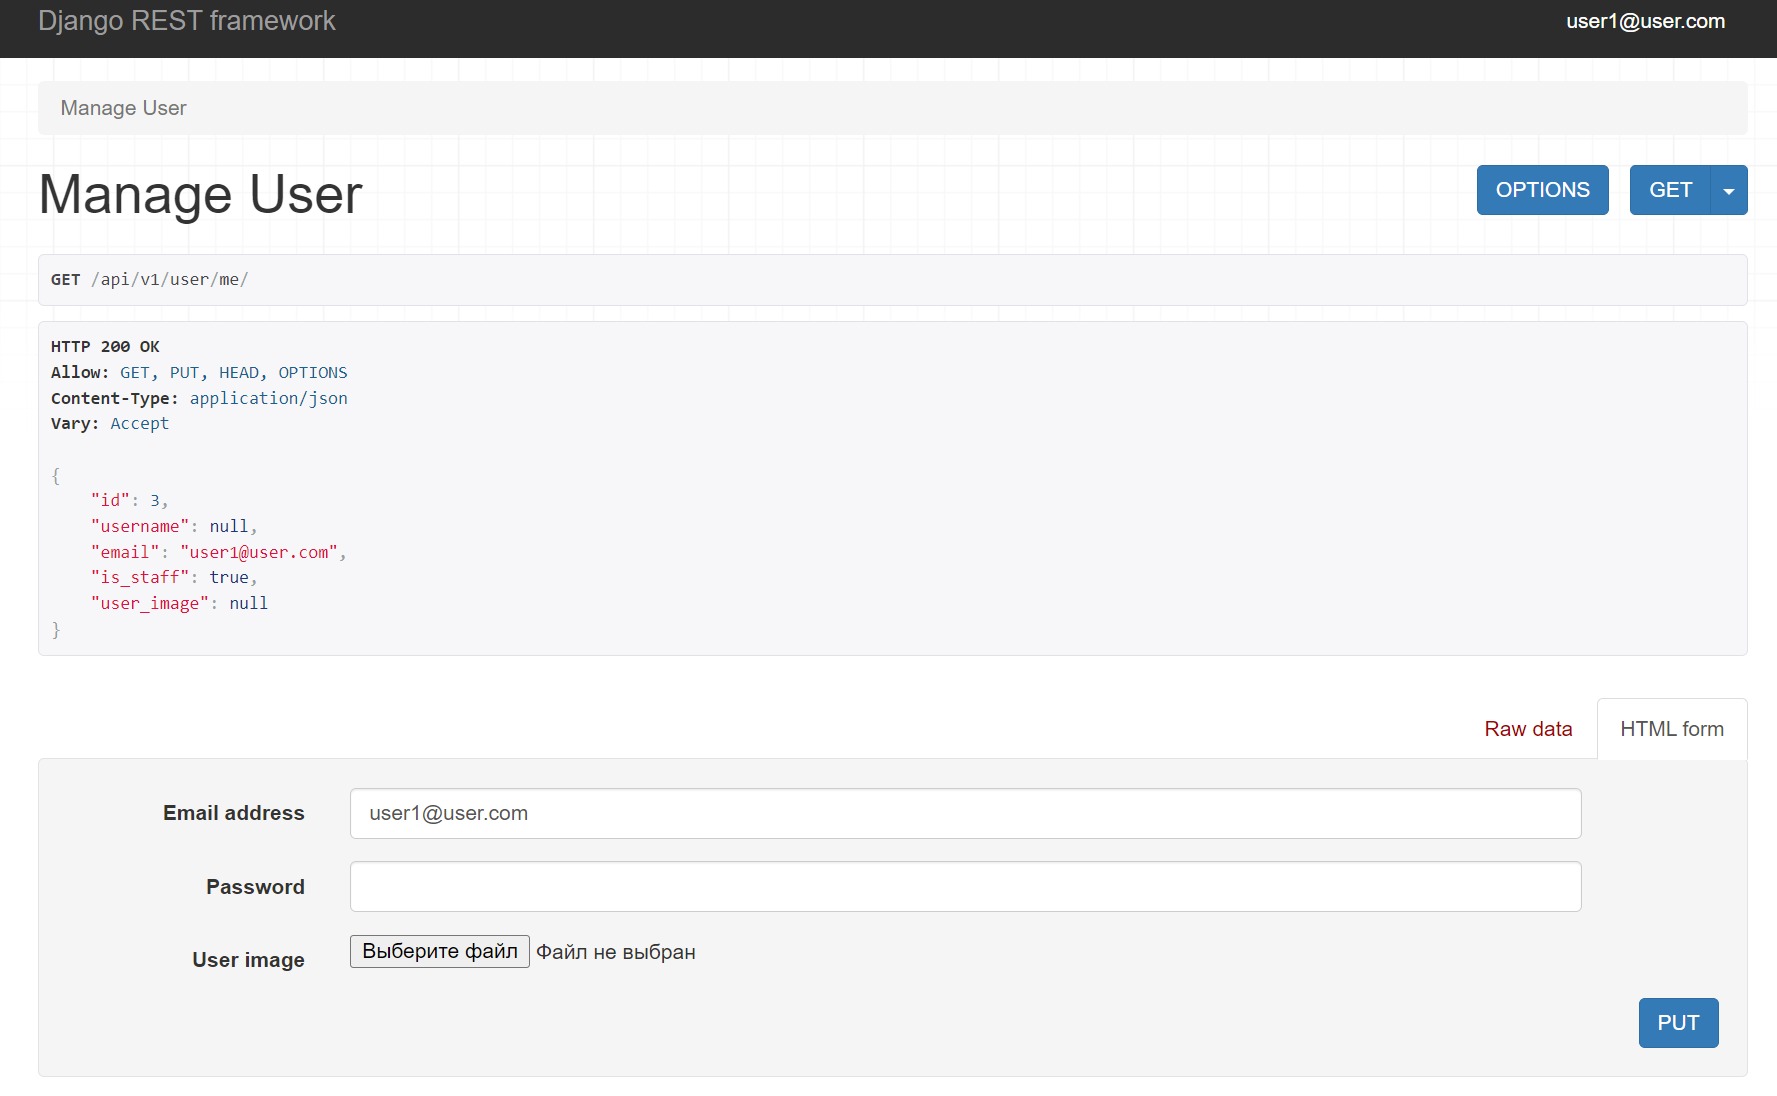 Django REST framework
user1@user.com
Manage User
Manage User
OPTIONS
GET
GET /api/v1/user/me/
HTTP 200 OK
Allow: GET, PUT, HEAD, OPTIONS
Content-Type: application/json
Vary: Accept
{
    "id": 3,
    "username": null,
    "email": "user1@user.com",
    "is_staff": true,
    "user_image": null
}
Raw data
HTML form
Email address
user1@user.com
Password
User image
Выберите файл Файл не выбран
PUT